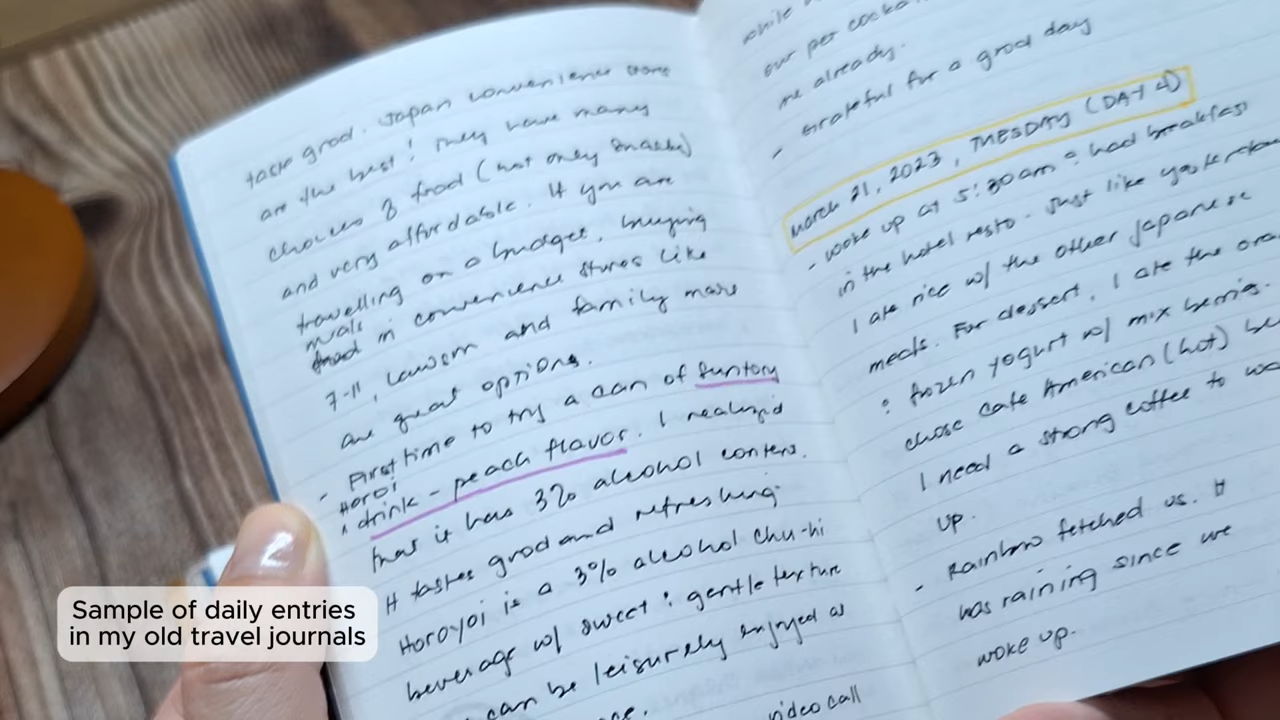 taste good. Japan convenience stores
are the best! They have many
choices of food (not only snacks)
and very affordable. If you are
travelling on a budget, buying
meals
food in convenience stores like
7-11, Lawson and family mare
are great options.
- First time to try a can of Suntory
Horoi
^ drink - peach flavor. I realized
that it has 3% alcohol content.
It tastes good and refreshing.
Horoyoi is a 3% alcohol chu-hi
beverage w/ sweet & gentle texture
can be leisurely enjoyed as
video call
while
our per
me already.
- Grateful for a good day
March 21, 2023, TUESDAY (DAY 4)
- Woke up at 5:30am & had breakfast
in the hotel resto. Just like yesterday
I ate rice w/ the other Japanese
meals. For dessert, I ate the
& frozen yogurt w/ mix berries.
chose Cafe American (hot)
I need a strong coffee to
up.
- Rainbow fetched us. It
was raining since we
woke up.
Sample of daily entries
in my old travel journals